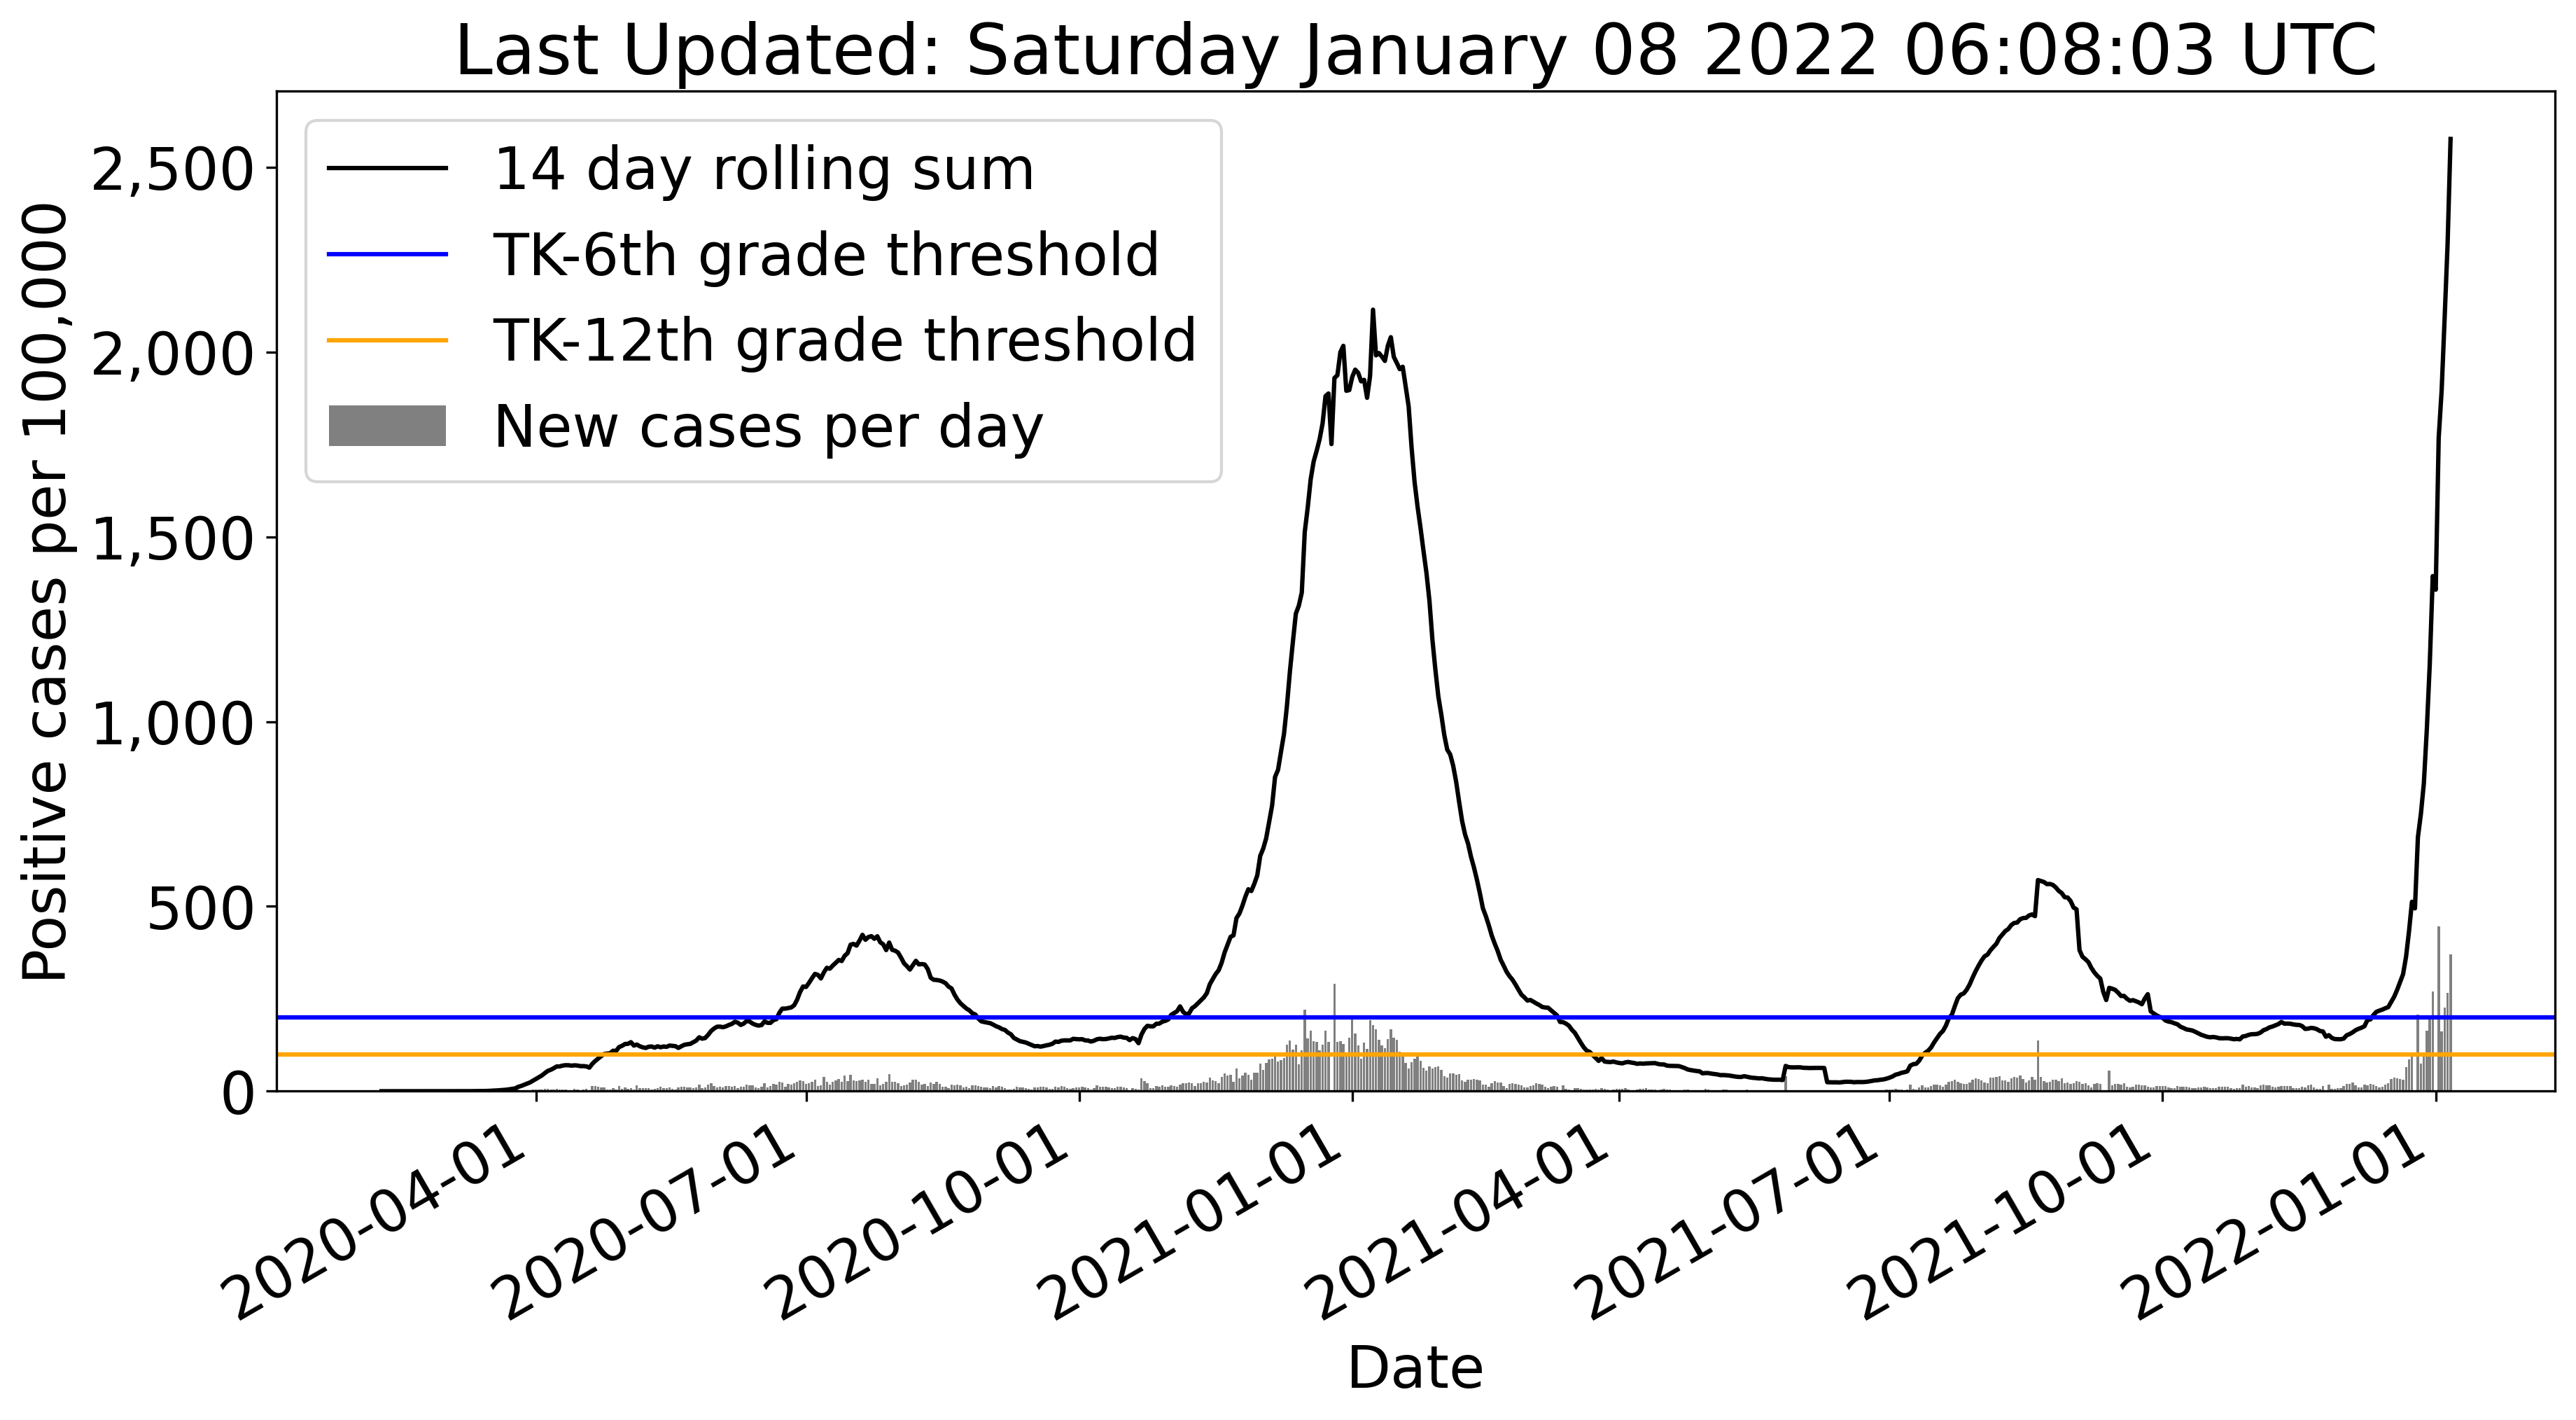 Last Updated: Saturday January 08 2022 06:08:03 UTC
14 day rolling sum
TK-6th grade threshold
TK-12th grade threshold
New cases per day
Positive cases per 100,000
2,500
2,000
1,500
1,000
500
0
2020-04-01
2020-07-01
2020-10-01
2021-01-01
2021-04-01
2021-07-01
2021-10-01
2022-01-01
Date